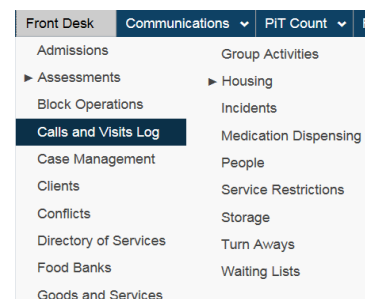 Front Desk Communications PiT Count
Admissions
Assessments
Block Operations
Calls and Visits Log
Case Management
Clients
Conflicts
Directory of Services
Food Banks
Goods and Services
Group Activities
Housing
Incidents
Medication Dispensing
People
Service Restrictions
Storage
Turn Aways
Waiting Lists